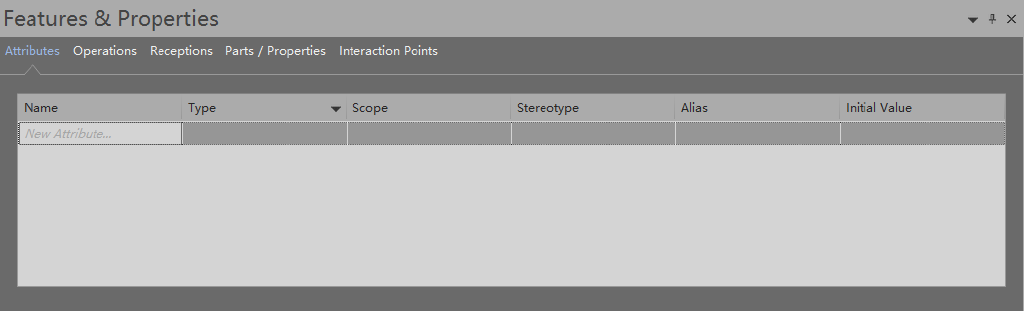 Features & Properties
Attributes Operations Receptions Parts / Properties Interaction Points
Name Type Scope Stereotype Alias Initial Value
New Attribute...